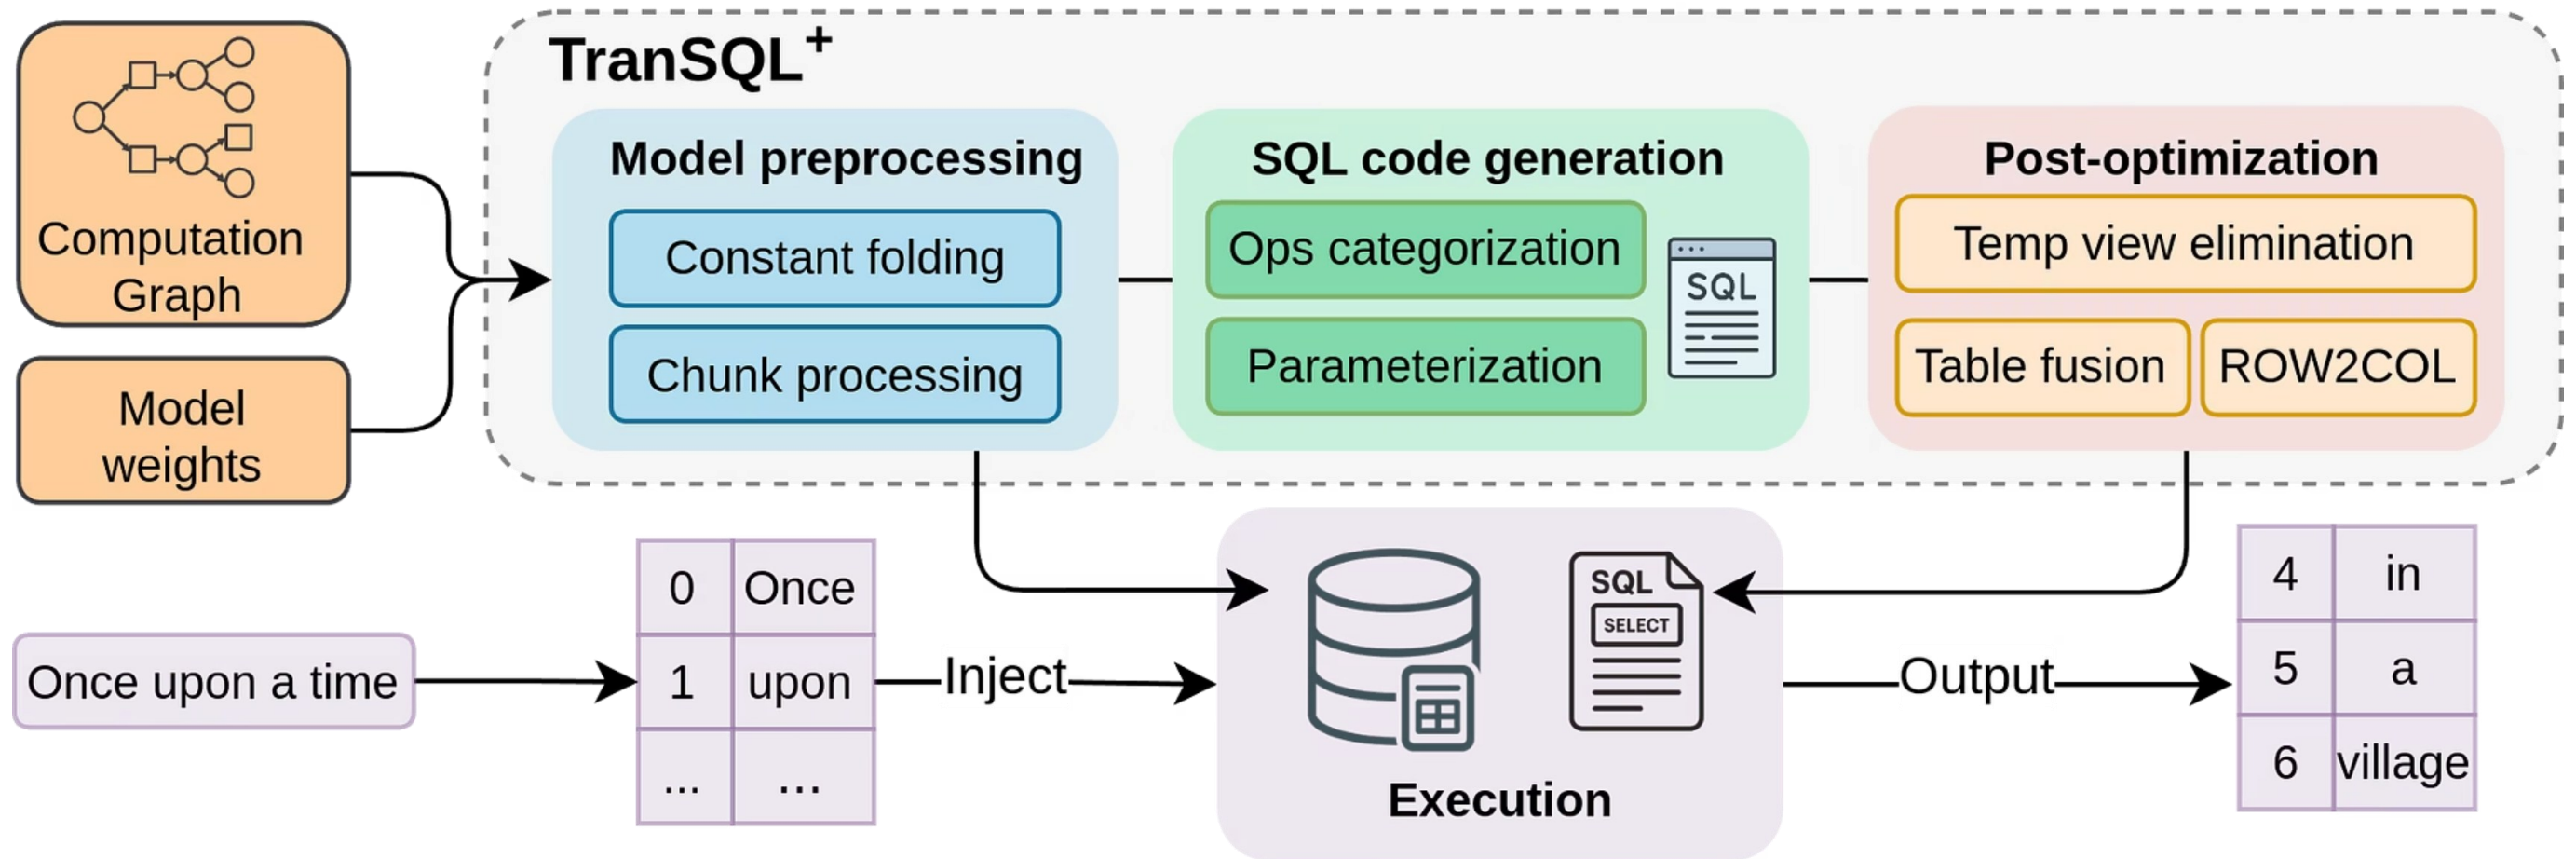 TranSQL+
Computation
Graph
Model
weights
Model preprocessing
Constant folding
Chunk processing
SQL code generation
Ops categorization
Parameterization
SQL
Post-optimization
Temp view elimination
Table fusion
ROW2COL
Once upon a time
0 Once
1 upon
... ...
Inject
SQL
SELECT
Execution
Output
4 in
5 a
6 village